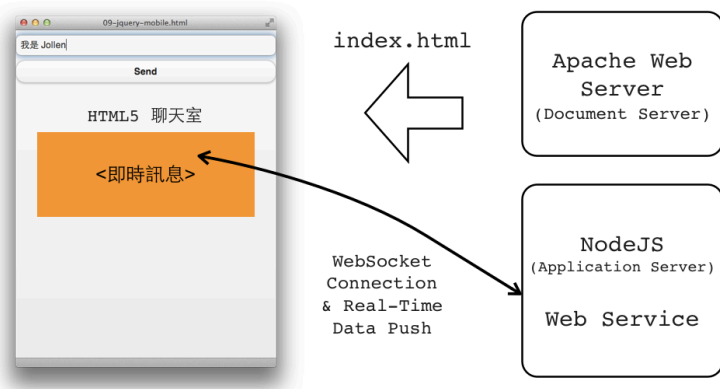 09-jquery-mobile.html
我是 Jollen
Send
HTML5 聊天室
<即時訊息>
index.html
Apache Web
Server
(Document Server)
WebSocket
Connection
& Real-Time
Data Push
NodeJS
(Application Server)
Web Service